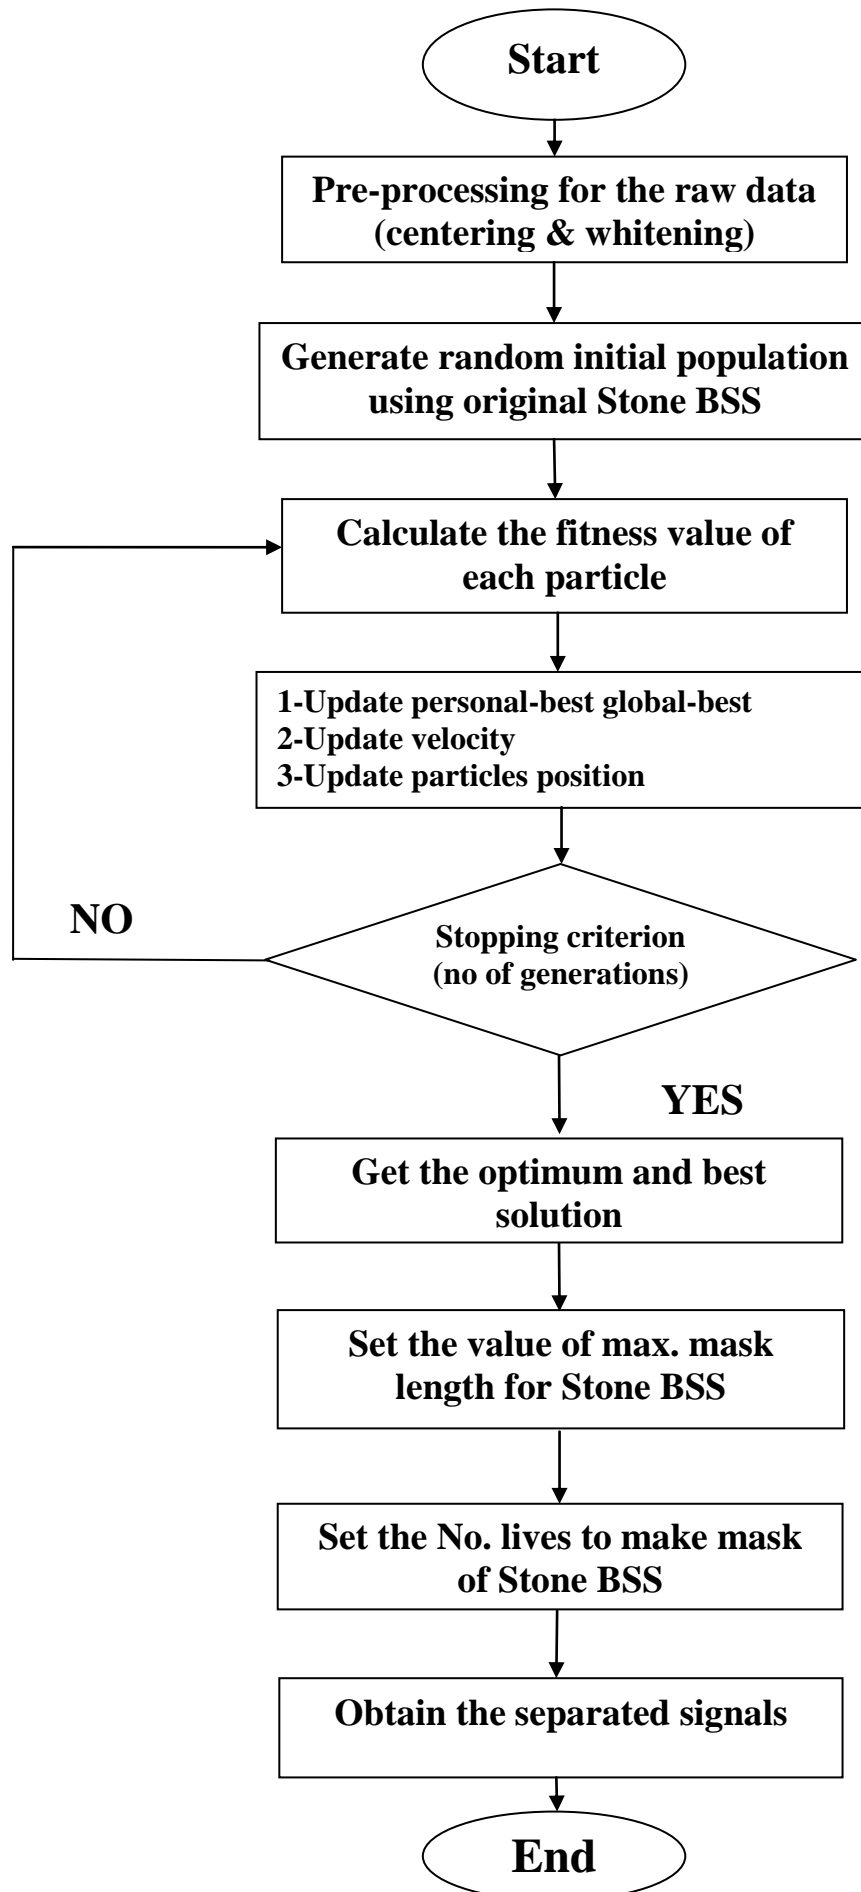 Start
Pre-processing for the raw data
(centering & whitening)
Generate random initial population
using original Stone BSS
Calculate the fitness value of
each particle
1-Update personal-best global-best
2-Update velocity
3-Update particles position
NO
Stopping criterion
(no of generations)
YES
Get the optimum and best
solution
Set the value of max. mask
length for Stone BSS
Set the No. lives to make mask
of Stone BSS
Obtain the separated signals
End